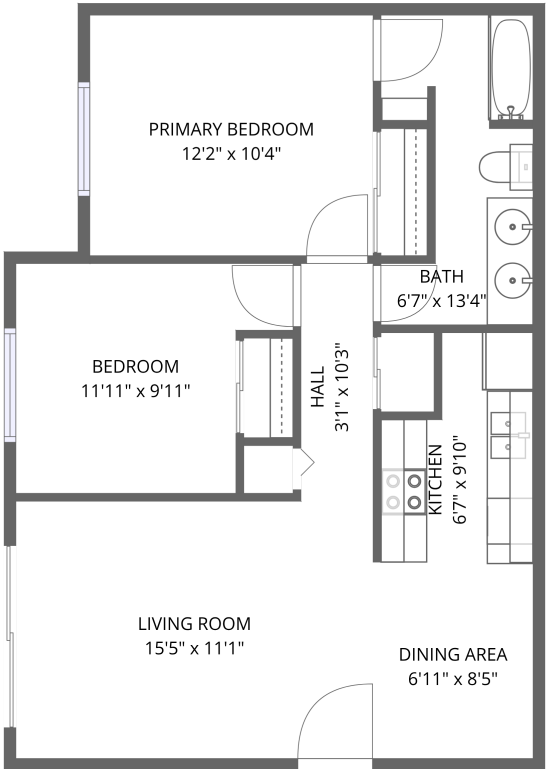 PRIMARY BEDROOM
12'2" x 10'4"
BATH
6'7" x 13'4"
BEDROOM
11'11" x 9'11"
HALL
3'1" x 10'3"
KITCHEN
6'7" x 9'10"
LIVING ROOM
15'5" x 11'1"
DINING AREA
6'11" x 8'5"